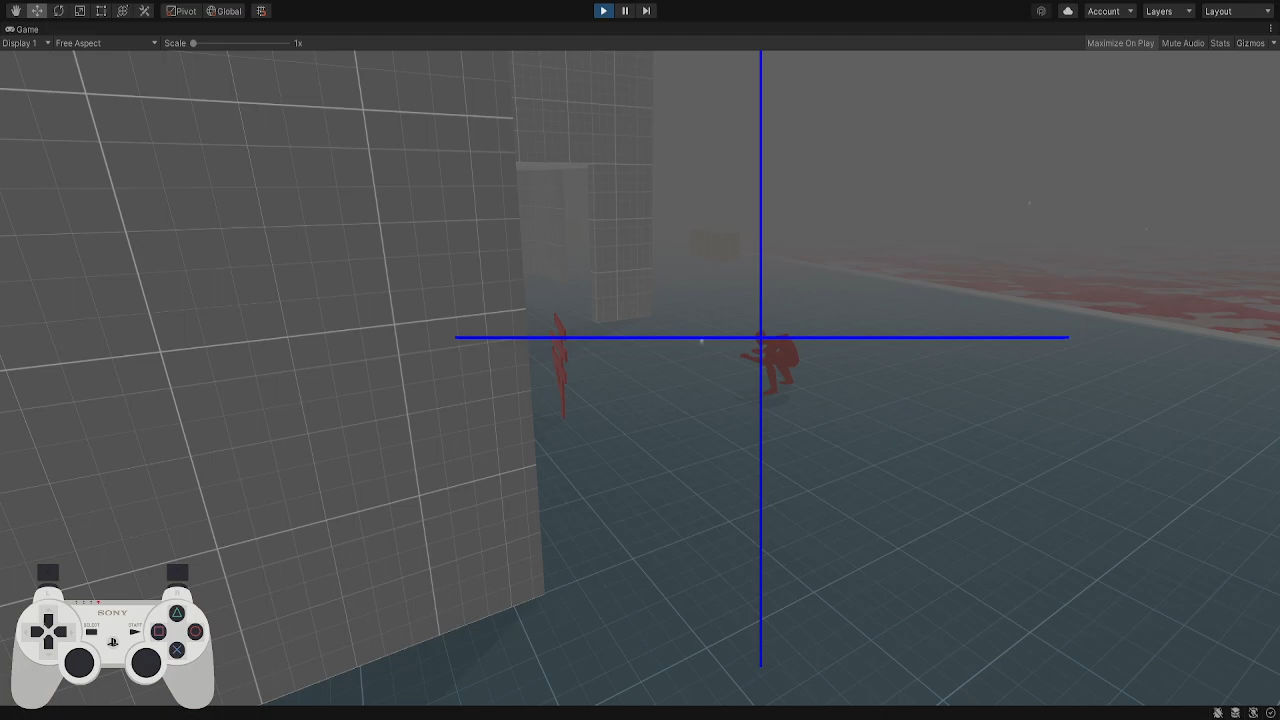 Pivot Global Account Layers Layout
Game
Display 1 Free Aspect Scale 1x Maximize On Play Mute Audio Stats Gizmos
L R
SONY
SELECT START